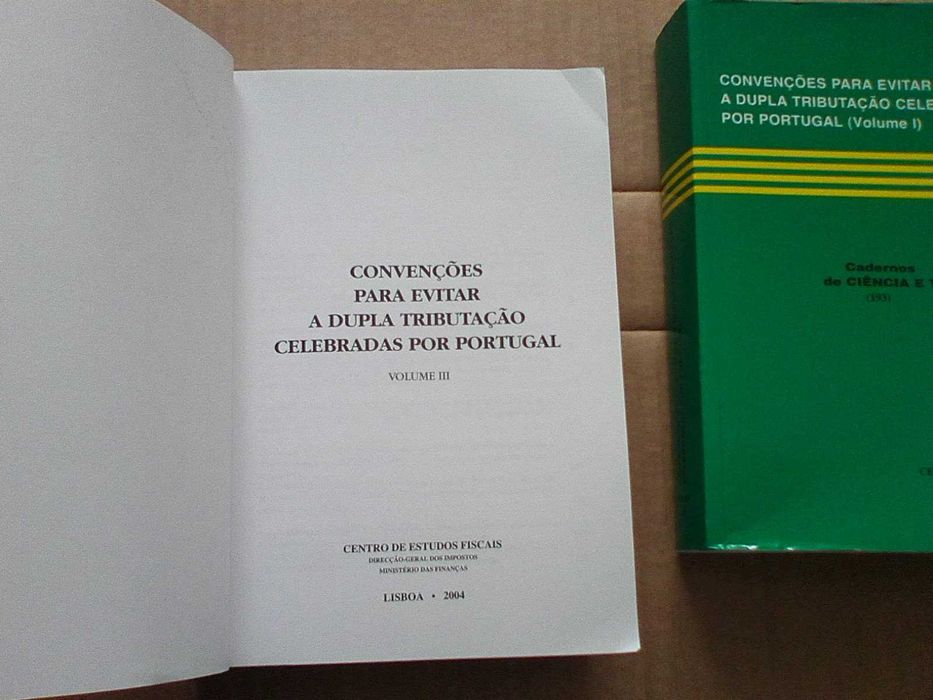 CONVENÇÕES
PARA EVITAR
A DUPLA TRIBUTAÇÃO
CELEBRADAS POR PORTUGAL
VOLUME III
CENTRO DE ESTUDOS FISCAIS
DIRECÇÃO-GERAL DOS IMPOSTOS
MINISTÉRIO DAS FINANÇAS
LISBOA • 2004
CONVENÇÕES PARA EVITAR
A DUPLA TRIBUTAÇÃO CELE
POR PORTUGAL (Volume I)
Cadernos
de CIÊNCIA E
(193)